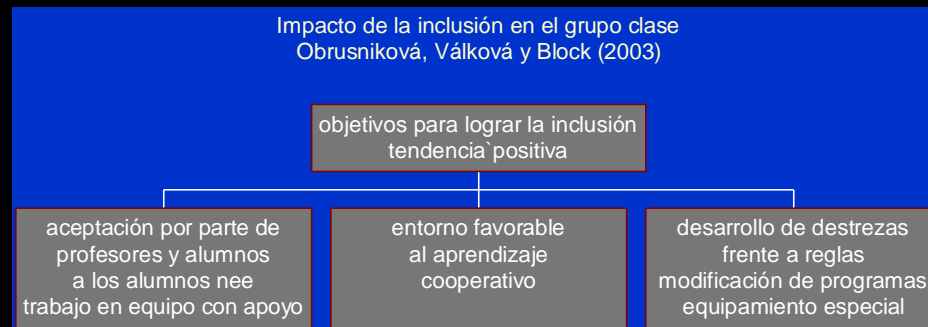 Impacto de la inclusión en el grupo clase
Obrusniková, Válková y Block (2003)
objetivos para lograr la inclusión
tendencia`positiva
aceptación por parte de
profesores y alumnos
a los alumnos nee
trabajo en equipo con apoyo
entorno favorable
al aprendizaje
cooperativo
desarrollo de destrezas
frente a reglas
modificación de programas
equipamiento especial